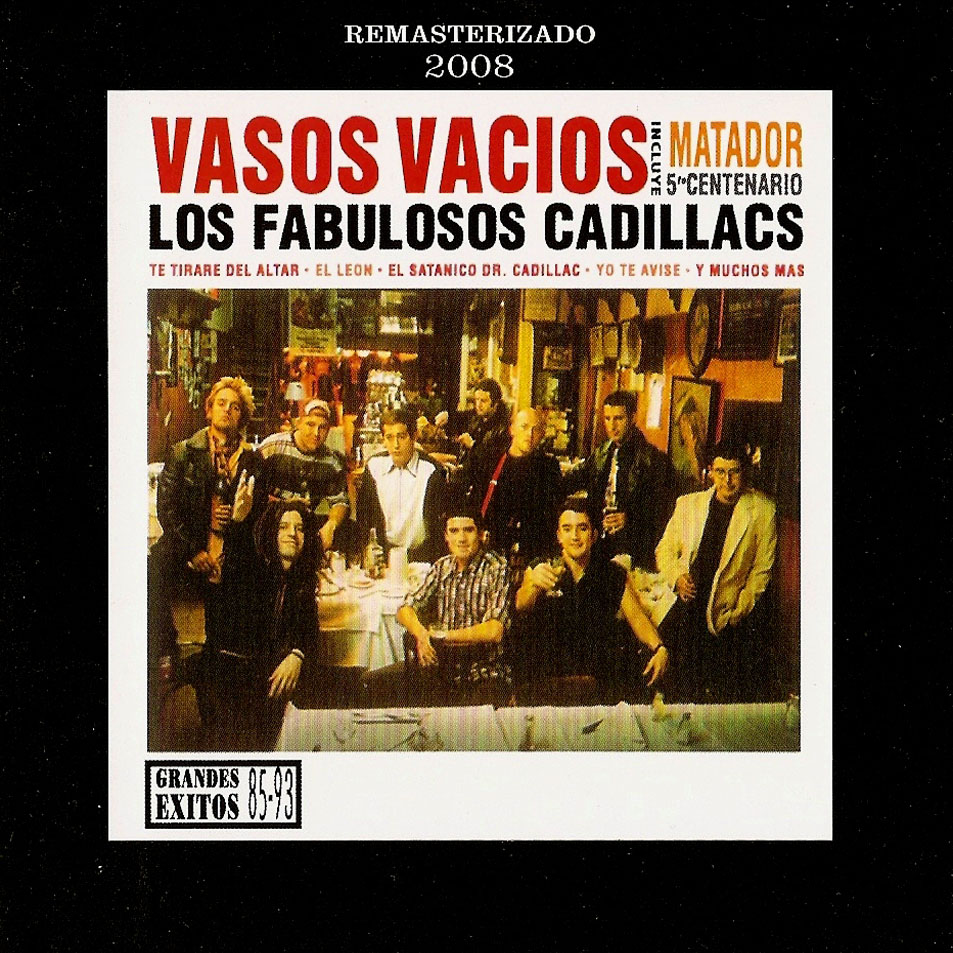 REMASTERIZADO
2008
VASOS VACIOS
INCLUYE
MATADOR
5to CENTENARIO
LOS FABULOSOS CADILLACS
TE TIRARE DEL ALTAR · EL LEON · EL SATANICO DR. CADILLAC · YO TE AVISE · Y MUCHOS MAS
GRANDES
EXITOS
85-93